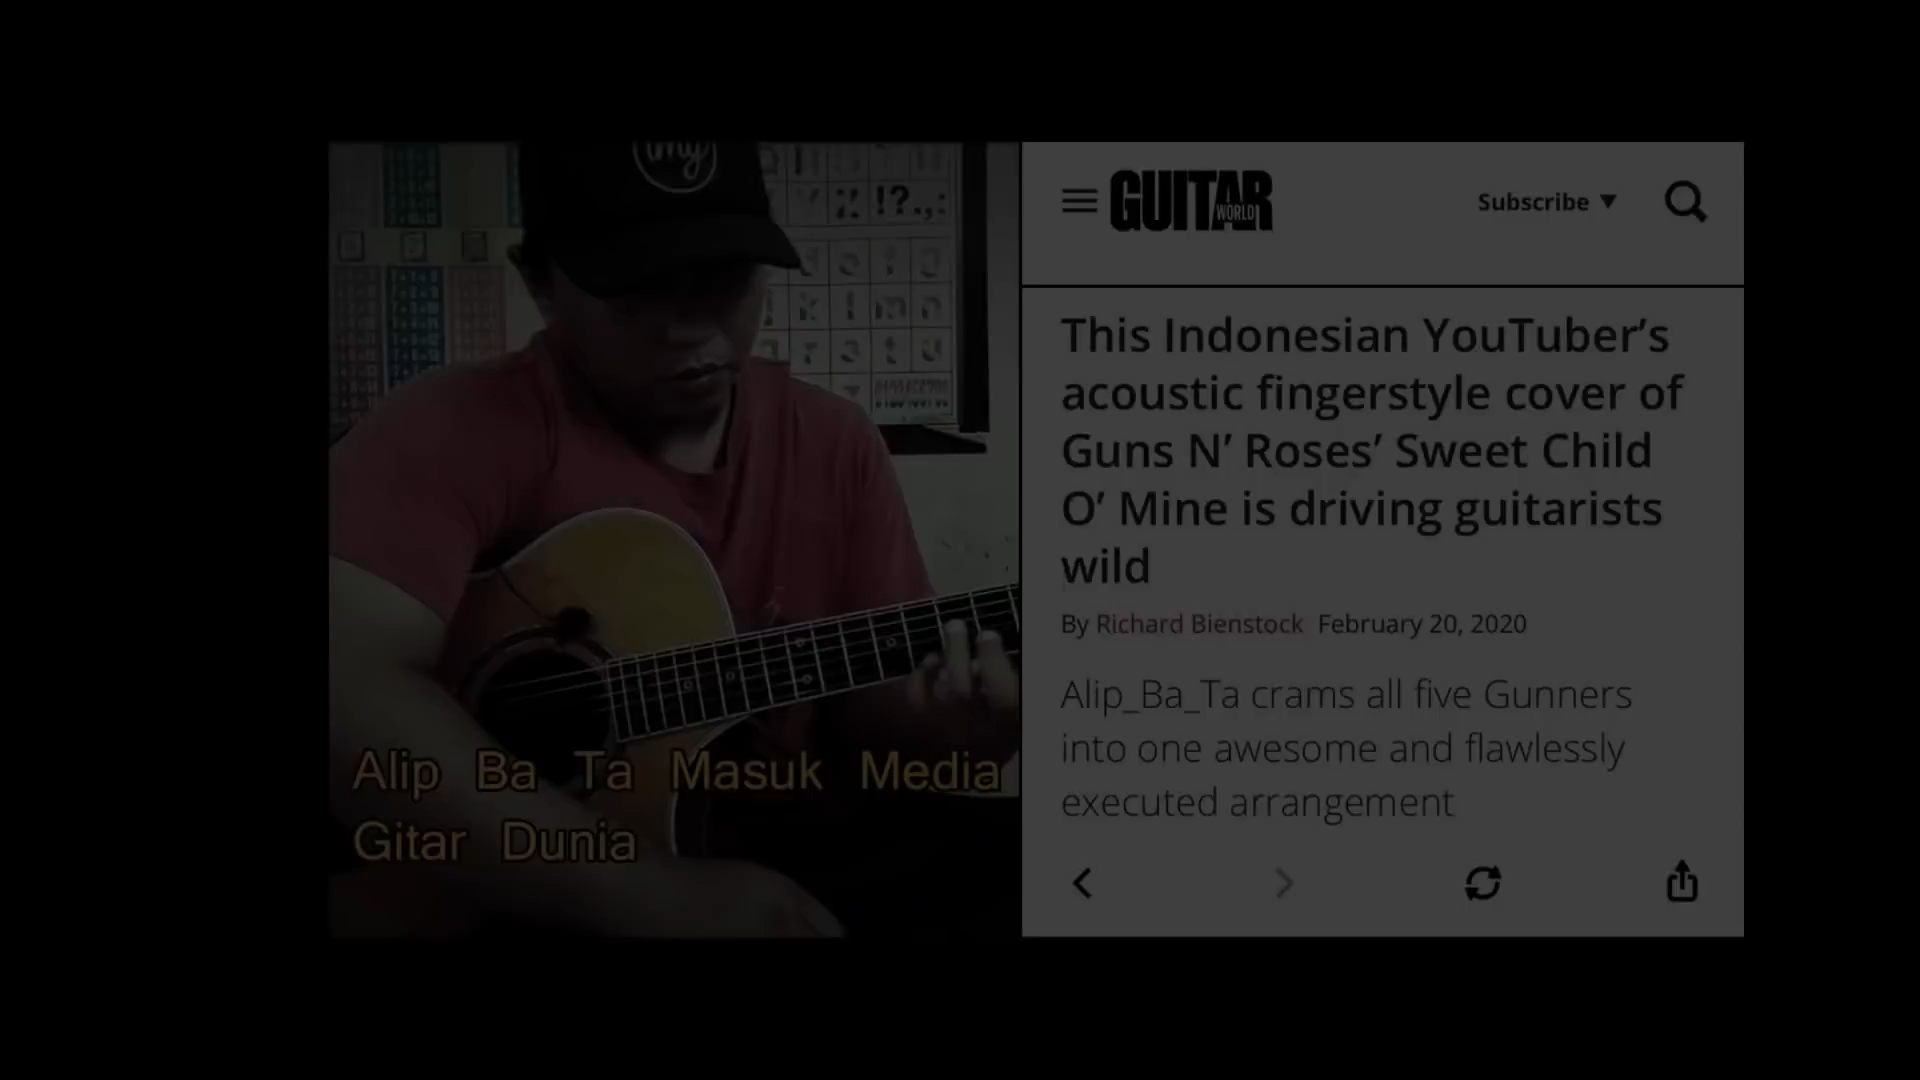 my
!?.,:
k l m n
q r s t u
GUITAR WORLD
Subscribe ▼
This Indonesian YouTuber’s
acoustic fingerstyle cover of
Guns N’ Roses’ Sweet Child
O’ Mine is driving guitarists
wild
By Richard Bienstock February 20, 2020
Alip_Ba_Ta crams all five Gunners
into one awesome and flawlessly
executed arrangement
Alip Ba Ta Masuk Media
Gitar Dunia